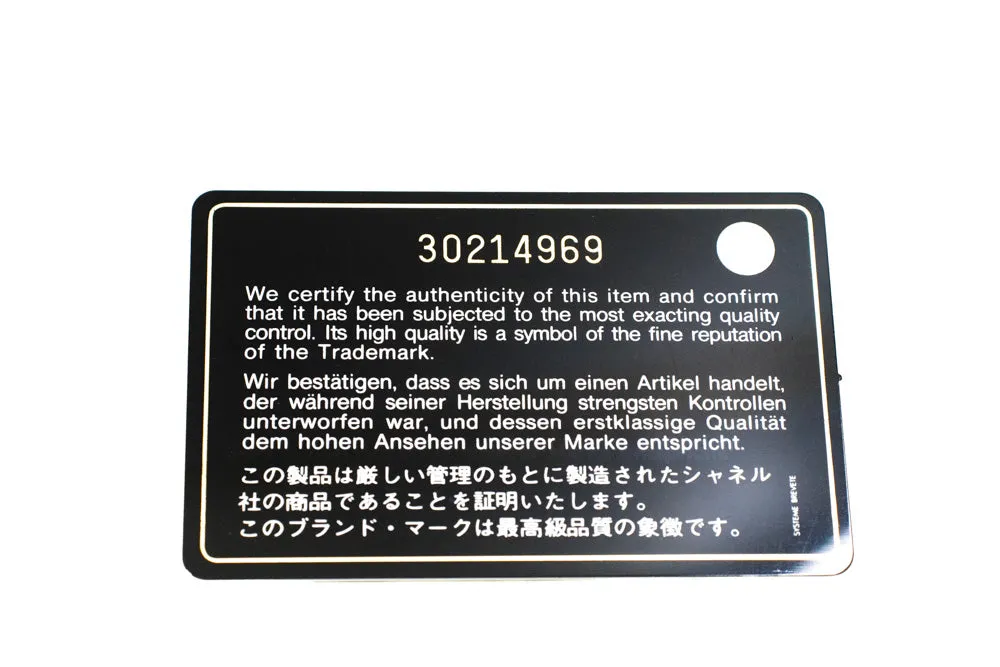 30214969
We certify the authenticity of this item and confirm
that it has been subjected to the most exacting quality
control. Its high quality is a symbol of the fine reputation
of the Trademark.
Wir bestätigen, dass es sich um einen Artikel handelt,
der während seiner Herstellung strengsten Kontrollen
unterworfen war, und dessen erstklassige Qualität
dem hohen Ansehen unserer Marke entspricht.
この製品は厳しい管理のもとに製造されたシャネル
社の商品であることを証明いたします。
このブランド・マークは最高級品質の象徴です。
SYSTEME BREVETE